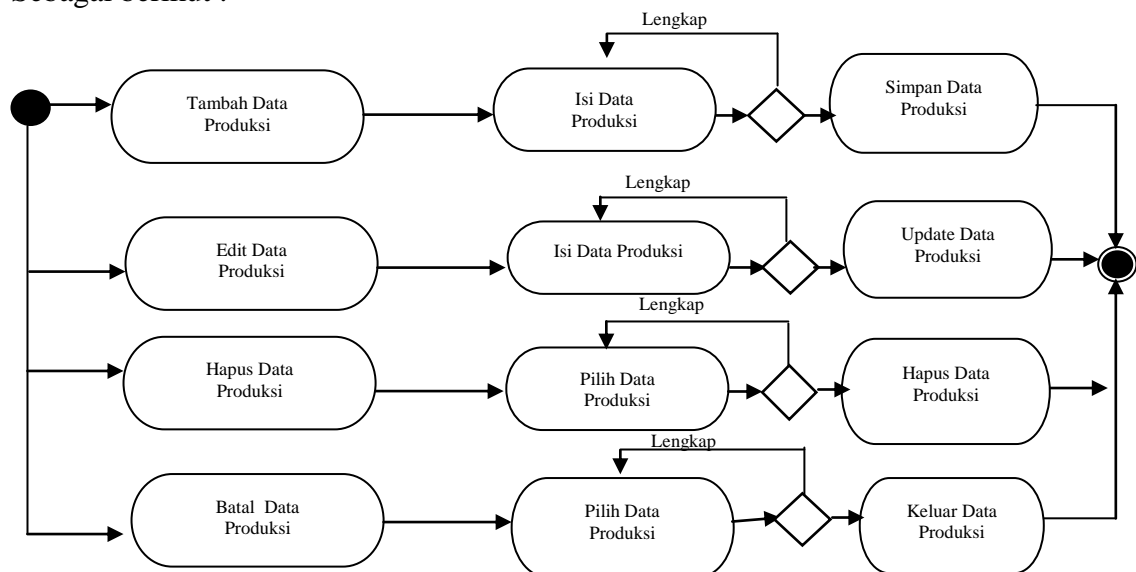 Sebagai berikut :
Lengkap
Tambah Data
Produksi
Isi Data
Produksi
Simpan Data
Produksi
Lengkap
Edit Data
Produksi
Isi Data Produksi
Update Data
Produksi
Lengkap
Hapus Data
Produksi
Pilih Data
Produksi
Hapus Data
Produksi
Lengkap
Batal Data
Produksi
Pilih Data
Produksi
Keluar Data
Produksi